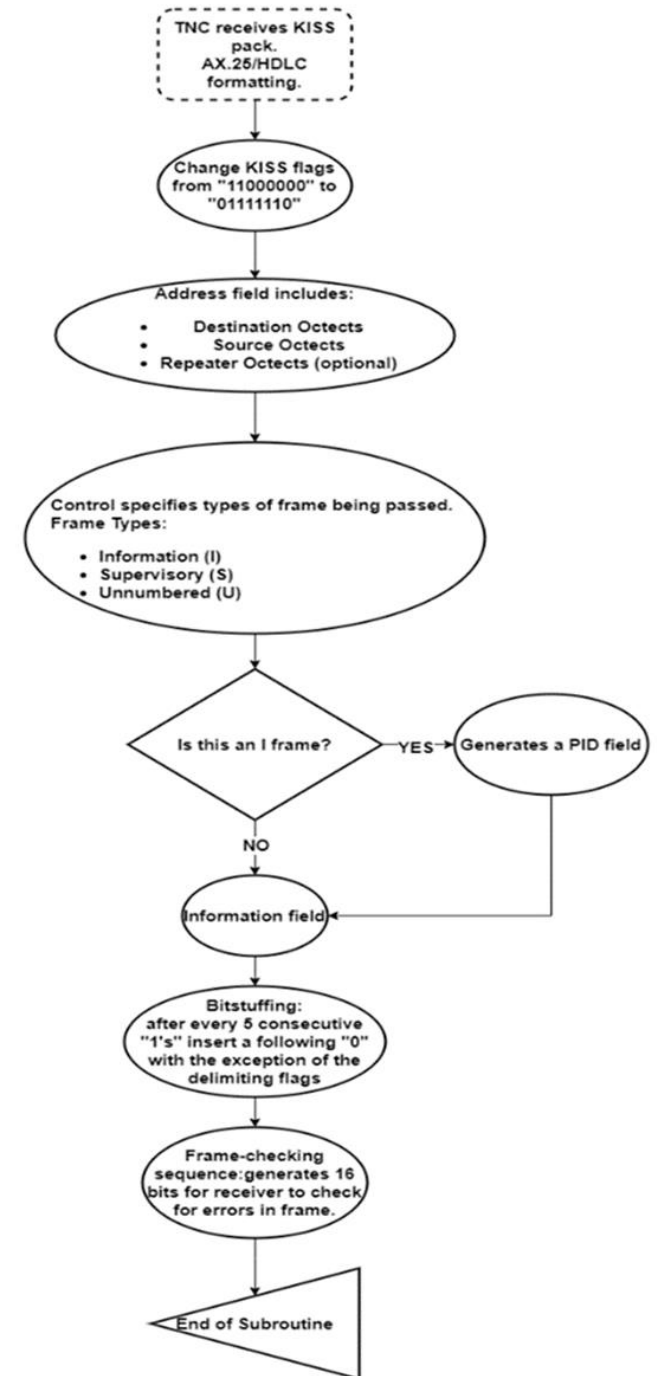 TNC receives KISS
pack.
AX.25/HDLC
formatting.
Change KISS flags
from "11000000" to
"01111110"
Address field includes:
• Destination Octects
• Source Octects
• Repeater Octects (optional)
Control specifies types of frame being passed.
Frame Types:
• Information (I)
• Supervisory (S)
• Unnumbered (U)
Is this an I frame?
YES
Generates a PID field
NO
Information field
Bitstuffing:
after every 5 consecutive
"1's" insert a following "0"
with the exception of the
delimiting flags
Frame-checking
sequence:generates 16
bits for receiver to check
for errors in frame.
End of Subroutine